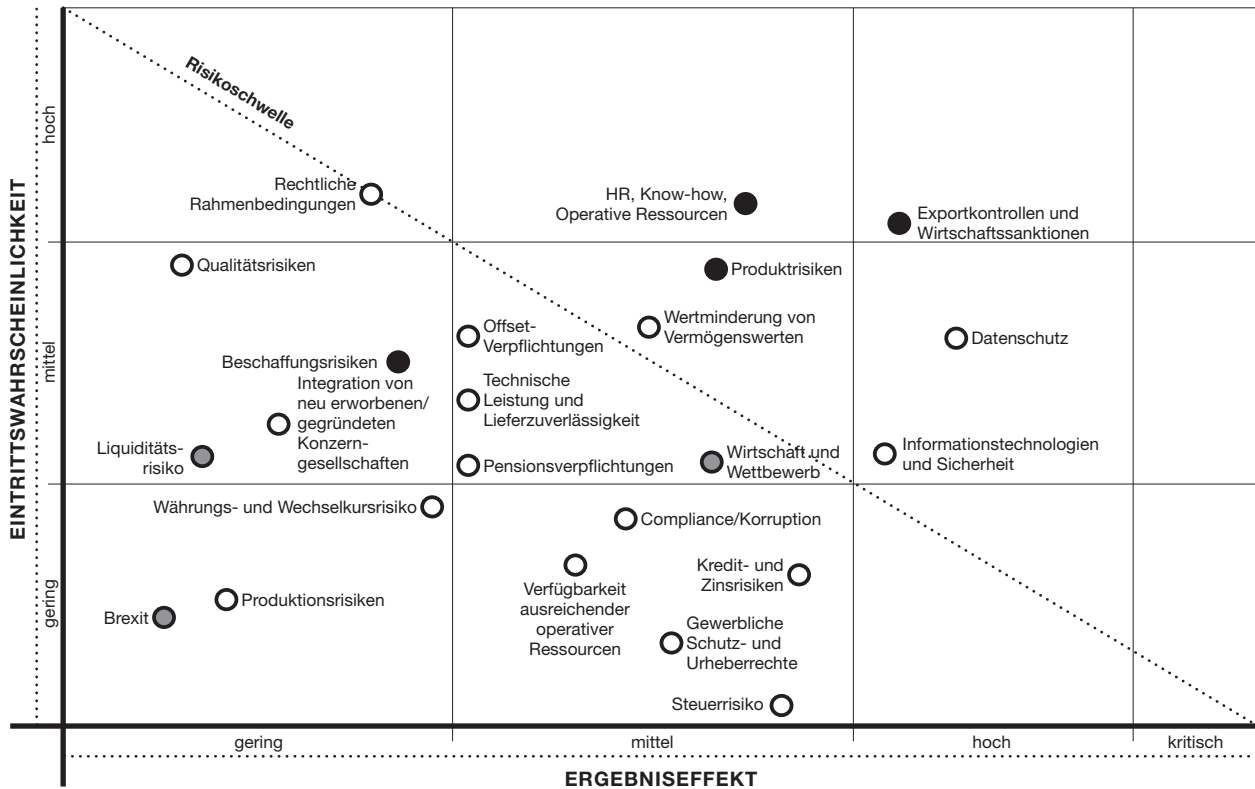 EINTRITTSWAHRSCHEINLICHKEIT
hoch
mittel
gering
Risikoschwelle
Rechtliche
Rahmenbedingungen
HR, Know-how,
Operative Ressourcen
Exportkontrollen und
Wirtschaftssanktionen
Qualitätsrisiken
Produktrisiken
Offset-
Verpflichtungen
Wertminderung von
Vermögenswerten
Datenschutz
Beschaffungsrisiken
Integration von
neu erworbenen/
gegründeten
Konzern-
gesellschaften
Technische
Leistung und
Lieferzuverlässigkeit
Liquiditäts-
risiko
Pensionsverpflichtungen
Wirtschaft und
Wettbewerb
Informationstechnologien
und Sicherheit
Währungs- und Wechselkursrisiko
Compliance/Korruption
Verfügbarkeit
ausreichender
operativer
Ressourcen
Kredit- und
Zinsrisiken
Produktionsrisiken
Brexit
Gewerbliche
Schutz- und
Urheberrechte
Steuerrisiko
gering
mittel
hoch
kritisch
ERGEBNISEFFEKT